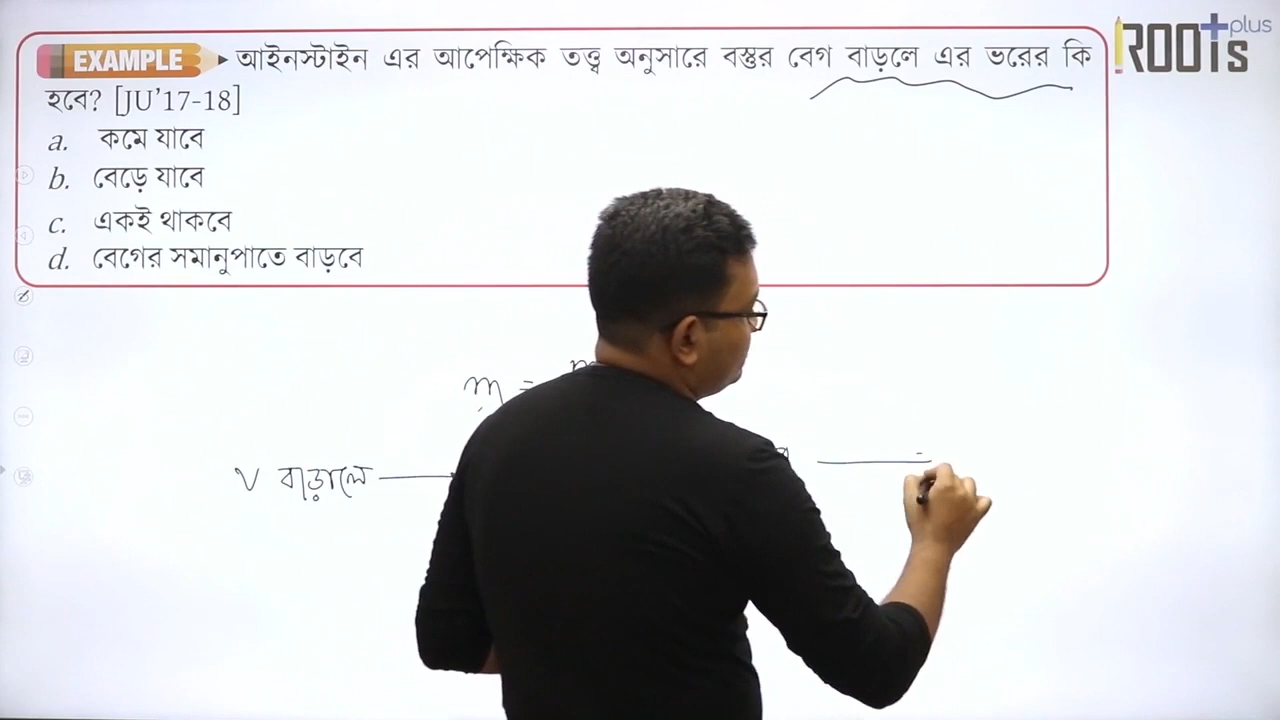 EXAMPLE আইনস্টাইন এর আপেক্ষিক তত্ত্ব অনুসারে বস্তুর বেগ বাড়লে এর ভরের কি
হবে? [JU'17-18]
a. কমে যাবে
b. বেড়ে যাবে
c. একই থাকবে
d. বেগের সমানুপাতে বাড়বে
ROOTs plus
m =
v বাড়ালে